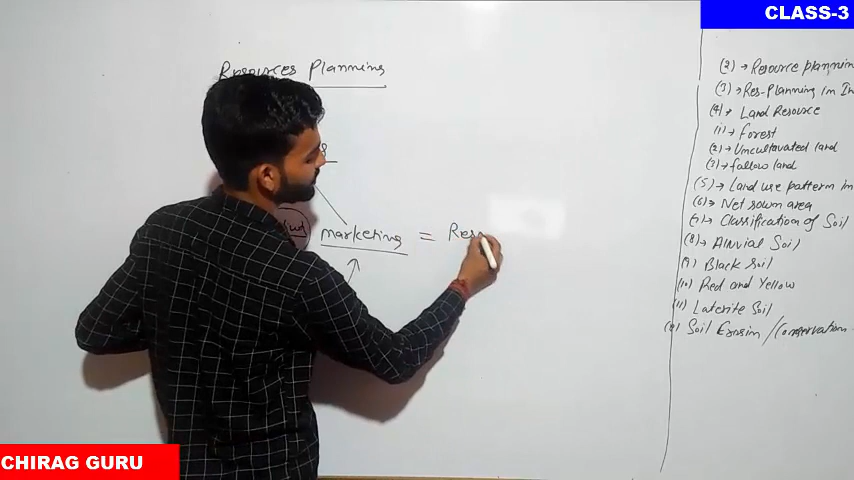 CLASS-3
Resources Planning
marketing = Res
(2) → Resource plannin
(3) → Res-Planning in In
(4) → Land Resource
(1) → Forest
(2) → Uncultavated land
(3) → fallow land
(5) → Land use pattern in
(6) → Net sown area
(7) → Classification of Soil
(8) → Alluvial Soil
(9) Black Soil
(10) Red and Yellow
(11) Laterite Soil
Soil Erosion / Conservation
CHIRAG GURU